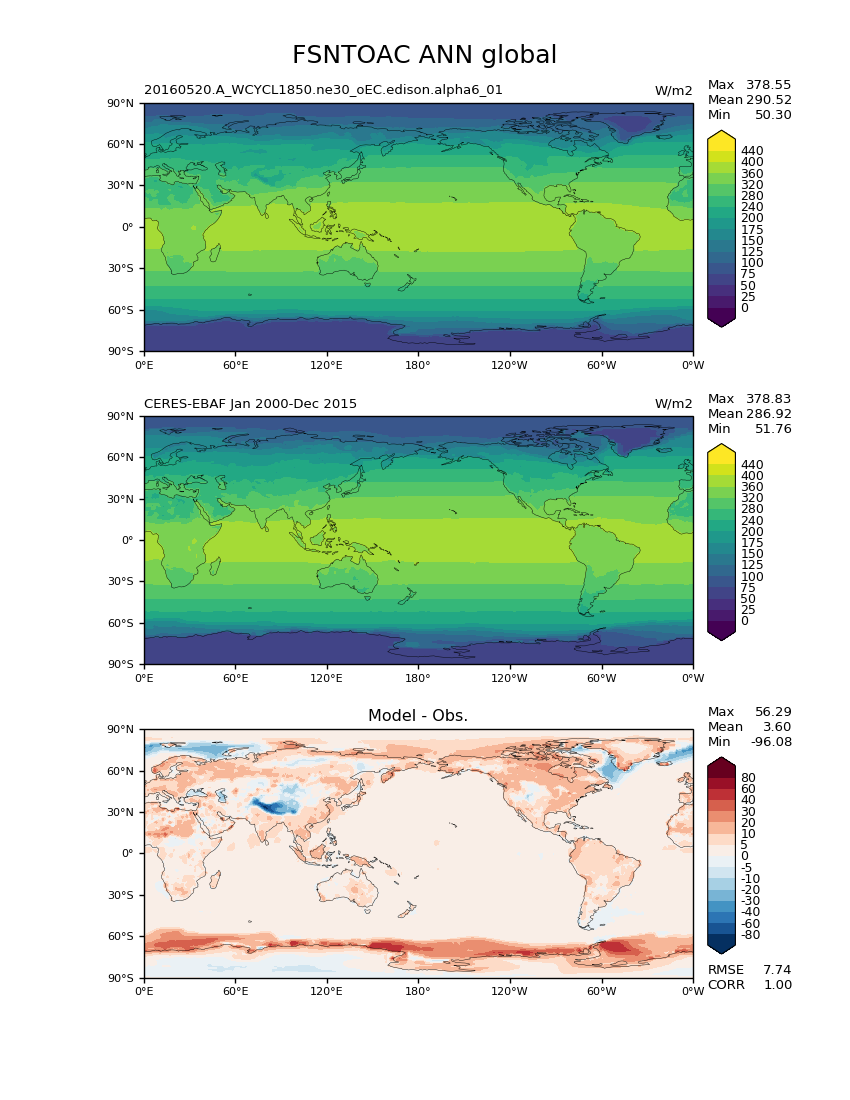 FSNTOAC ANN global
20160520.A_WCYCL1850.ne30_oEC.edison.alpha6_01 W/m2
Max 378.55
Mean 290.52
Min 50.30
90°N
60°N
30°N
0°
30°S
60°S
90°S
0°E 60°E 120°E 180° 120°W 60°W 0°W
440
400
360
320
280
240
200
175
150
125
100
75
50
25
0
CERES-EBAF Jan 2000-Dec 2015 W/m2
Max 378.83
Mean 286.92
Min 51.76
90°N
60°N
30°N
0°
30°S
60°S
90°S
0°E 60°E 120°E 180° 120°W 60°W 0°W
440
400
360
320
280
240
200
175
150
125
100
75
50
25
0
Model - Obs.
Max 56.29
Mean 3.60
Min -96.08
90°N
60°N
30°N
0°
30°S
60°S
90°S
0°E 60°E 120°E 180° 120°W 60°W 0°W
80
60
40
30
20
10
5
0
-5
-10
-20
-30
-40
-60
-80
RMSE 7.74
CORR 1.00